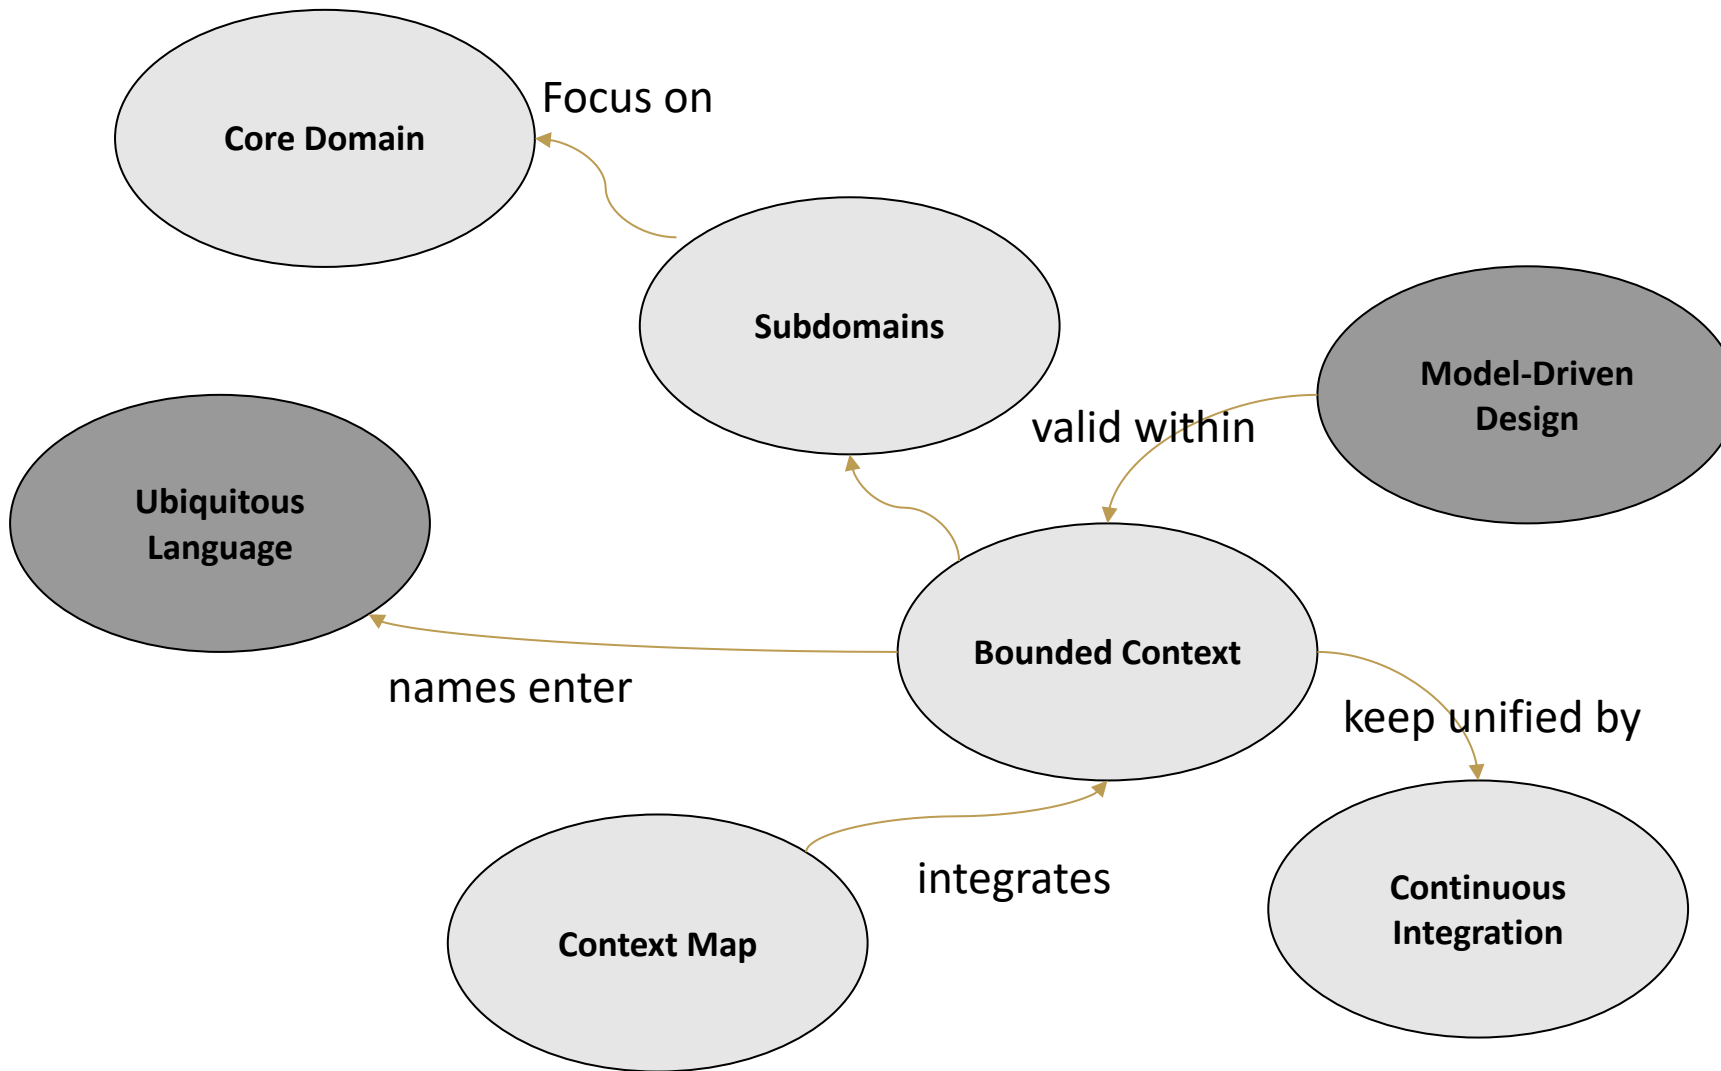 Focus on
Core Domain
Subdomains
Model-Driven
Design
valid within
Ubiquitous
Language
Bounded Context
names enter
keep unified by
integrates
Continuous
Integration
Context Map